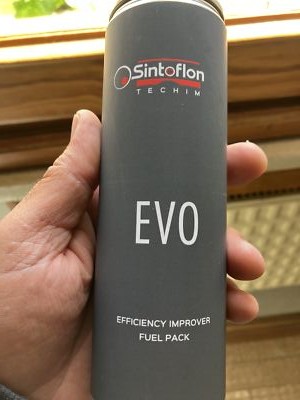 Sintoflon
TECHIM
EVO
EFFICIENCY IMPROVER
FUEL PACK